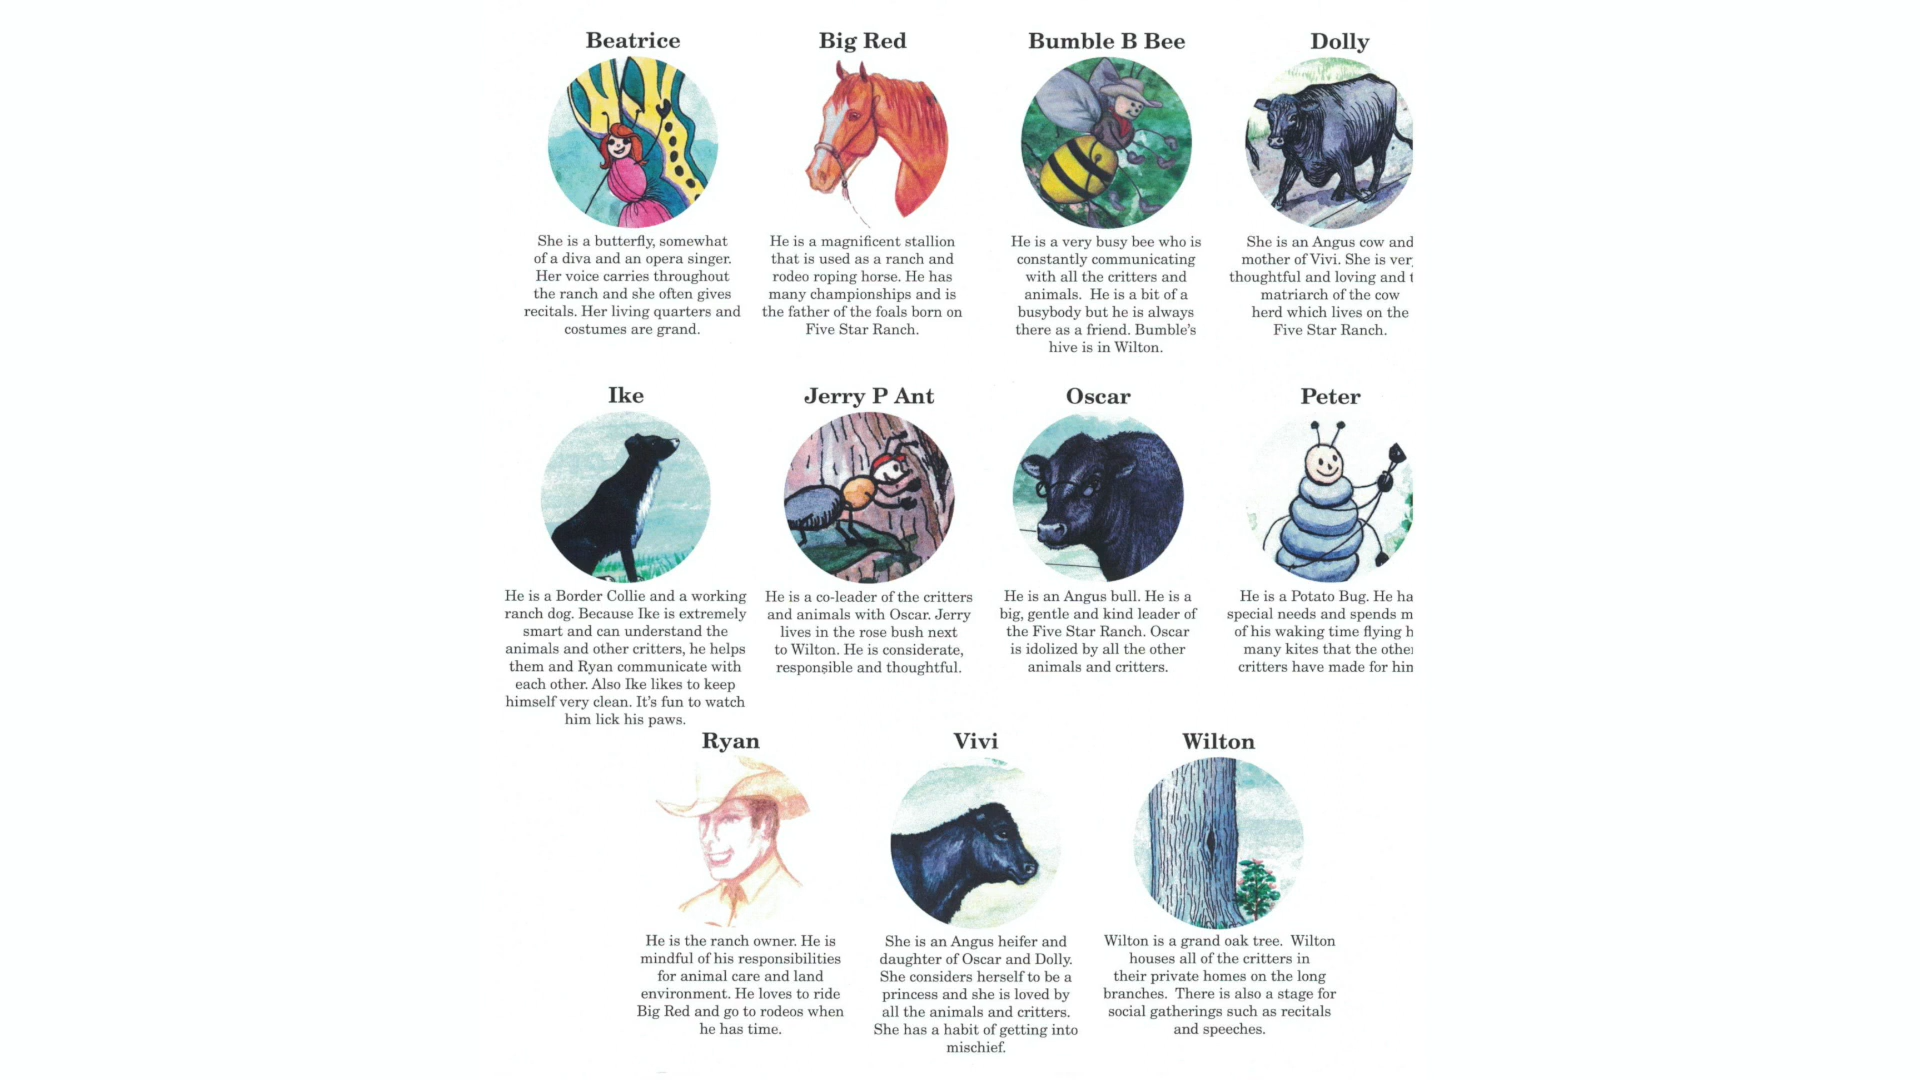 Beatrice
She is a butterfly, somewhat
of a diva and an opera singer.
Her voice carries throughout
the ranch and she often gives
recitals. Her living quarters and
costumes are grand.
Big Red
He is a magnificent stallion
that is used as a ranch and
rodeo roping horse. He has
many championships and is
the father of the foals born on
Five Star Ranch.
Bumble B Bee
He is a very busy bee who is
constantly communicating
with all the critters and
animals. He is a bit of a
busybody but he is always
there as a friend. Bumble's
hive is in Wilton.
Dolly
She is an Angus cow and
mother of Vivi. She is
thoughtful and loving and
matriarch of the cow
herd which lives on the
Five Star Ranch.
Ike
He is a Border Collie and a working
ranch dog. Because Ike is extremely
smart and can understand the
animals and other critters, he helps
them and Ryan communicate with
each other. Also Ike likes to keep
himself very clean. It's fun to watch
him lick his paws.
Jerry P Ant
He is a co-leader of the critters
and animals with Oscar. Jerry
lives in the rose bush next
to Wilton. He is considerate,
responsible and thoughtful.
Oscar
He is an Angus bull. He is a
big, gentle and kind leader of
the Five Star Ranch. Oscar
is idolized by all the other
animals and critters.
Peter
He is a Potato Bug. He
special needs and spends
of his waking time flying
many kites that the
critters have made for
Ryan
He is the ranch owner. He is
mindful of his responsibilities
for animal care and land
environment. He loves to ride
Big Red and go to rodeos when
he has time.
Vivi
She is an Angus heifer and
daughter of Oscar and Dolly.
She considers herself to be a
princess and she is loved by
all the animals and critters.
She has a habit of getting into
mischief.
Wilton
Wilton is a grand oak tree. Wilton
houses all of the critters in
their private homes on the long
branches. There is also a stage for
social gatherings such as recitals
and speeches.